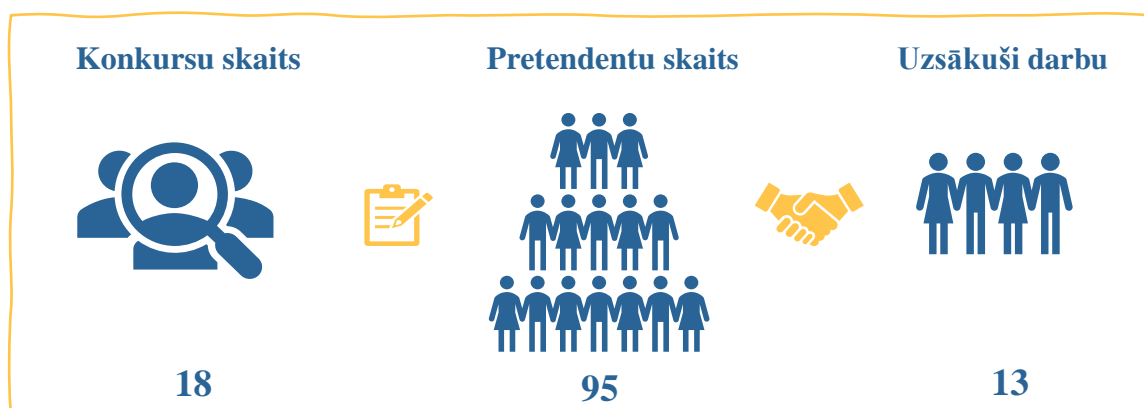 Konkursu skaits
Pretendentu skaits
Uzsākuši darbu
18
95
13